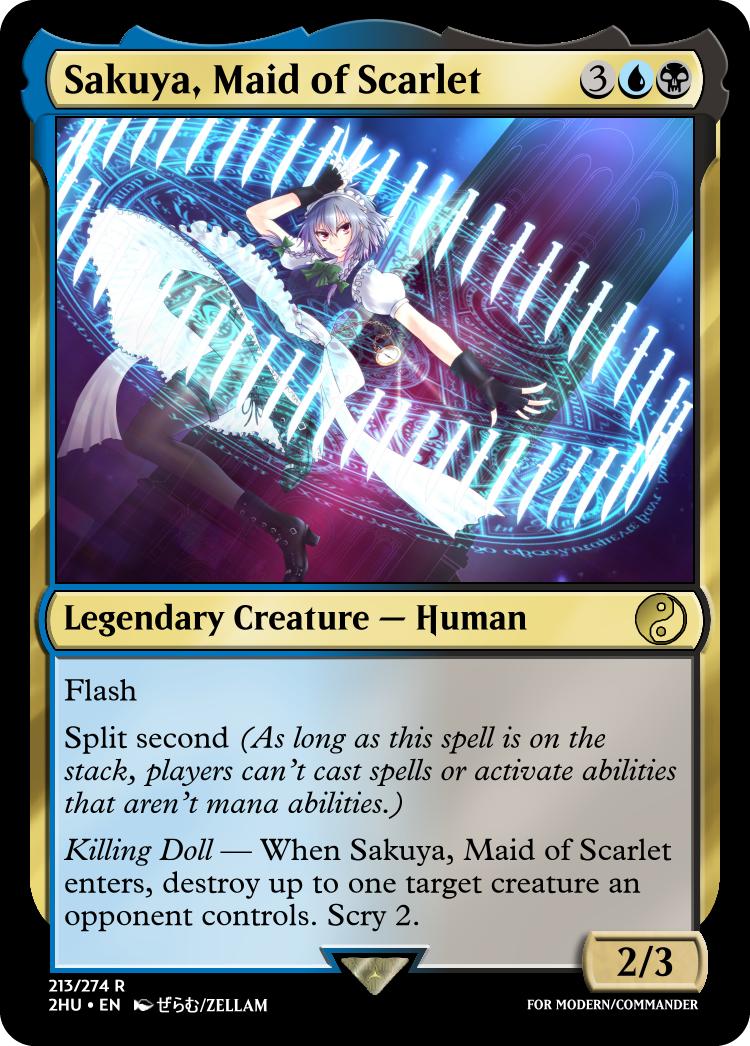 Sakuya, Maid of Scarlet 3
Legendary Creature — Human
Flash
Split second (As long as this spell is on the
stack, players can't cast spells or activate abilities
that aren't mana abilities.)
Killing Doll — When Sakuya, Maid of Scarlet
enters, destroy up to one target creature an
opponent controls. Scry 2.
2/3
213/274 R
2HU • EN ぜらむ/ZELLAM
FOR MODERN/COMMANDER